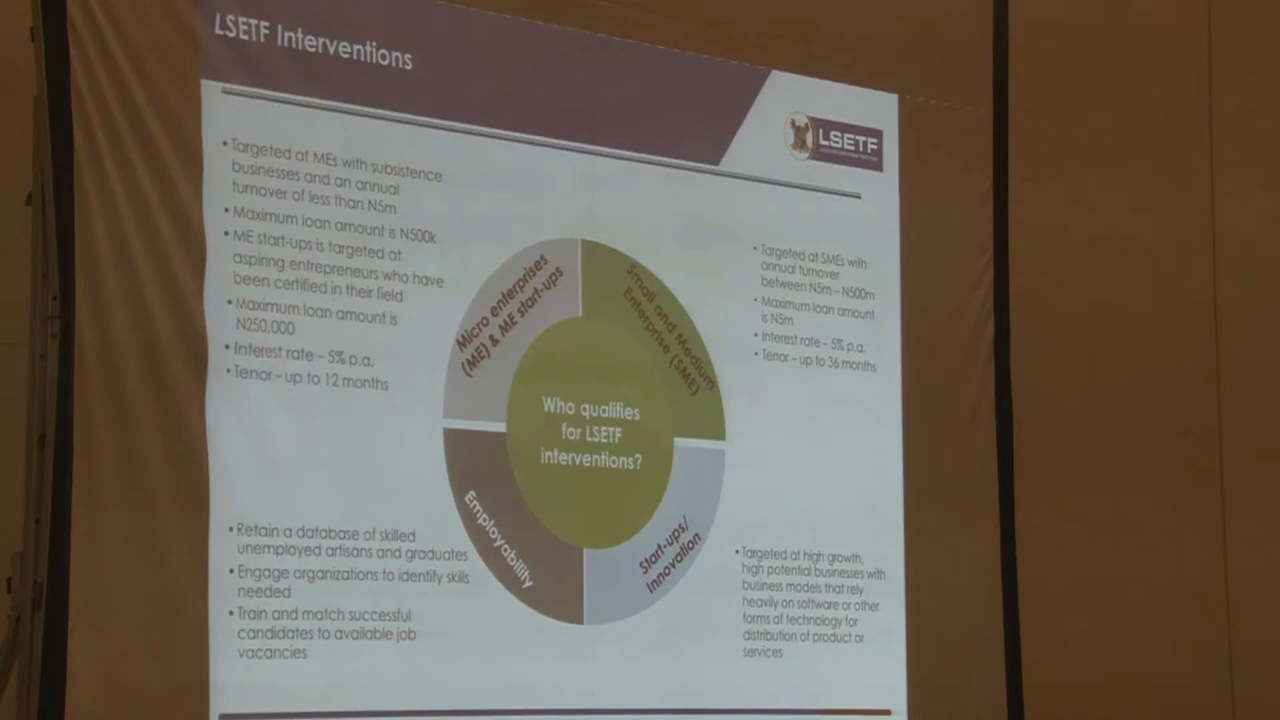 LSETF Interventions
LSETF
• Targeted at MEs with subsistence
businesses and an annual
turnover of less than N5m
• Maximum loan amount is N500k
• ME start-ups is targeted at
aspiring entrepreneurs who have
been certified in their field
• Maximum loan amount is
N250,000
• Interest rate – 5% p.a.
• Tenor – up to 12 months
Micro enterprises
(ME) & ME start-ups
Small and Medium
Enterprise (SME)
• Targeted at SMEs with
annual turnover
between N5m – N500m
• Maximum loan amount
is N5m
• Interest rate – 5% p.a.
• Tenor – up to 36 months
Who qualifies
for LSETF
interventions?
Employability
Start-ups/
Innovation
• Retain a database of skilled
unemployed artisans and graduates
• Engage organizations to identify skills
needed
• Train and match successful
candidates to available job
vacancies
• Targeted at high growth,
high potential businesses with
business models that rely
heavily on software or other
forms of technology for
distribution of product or
services